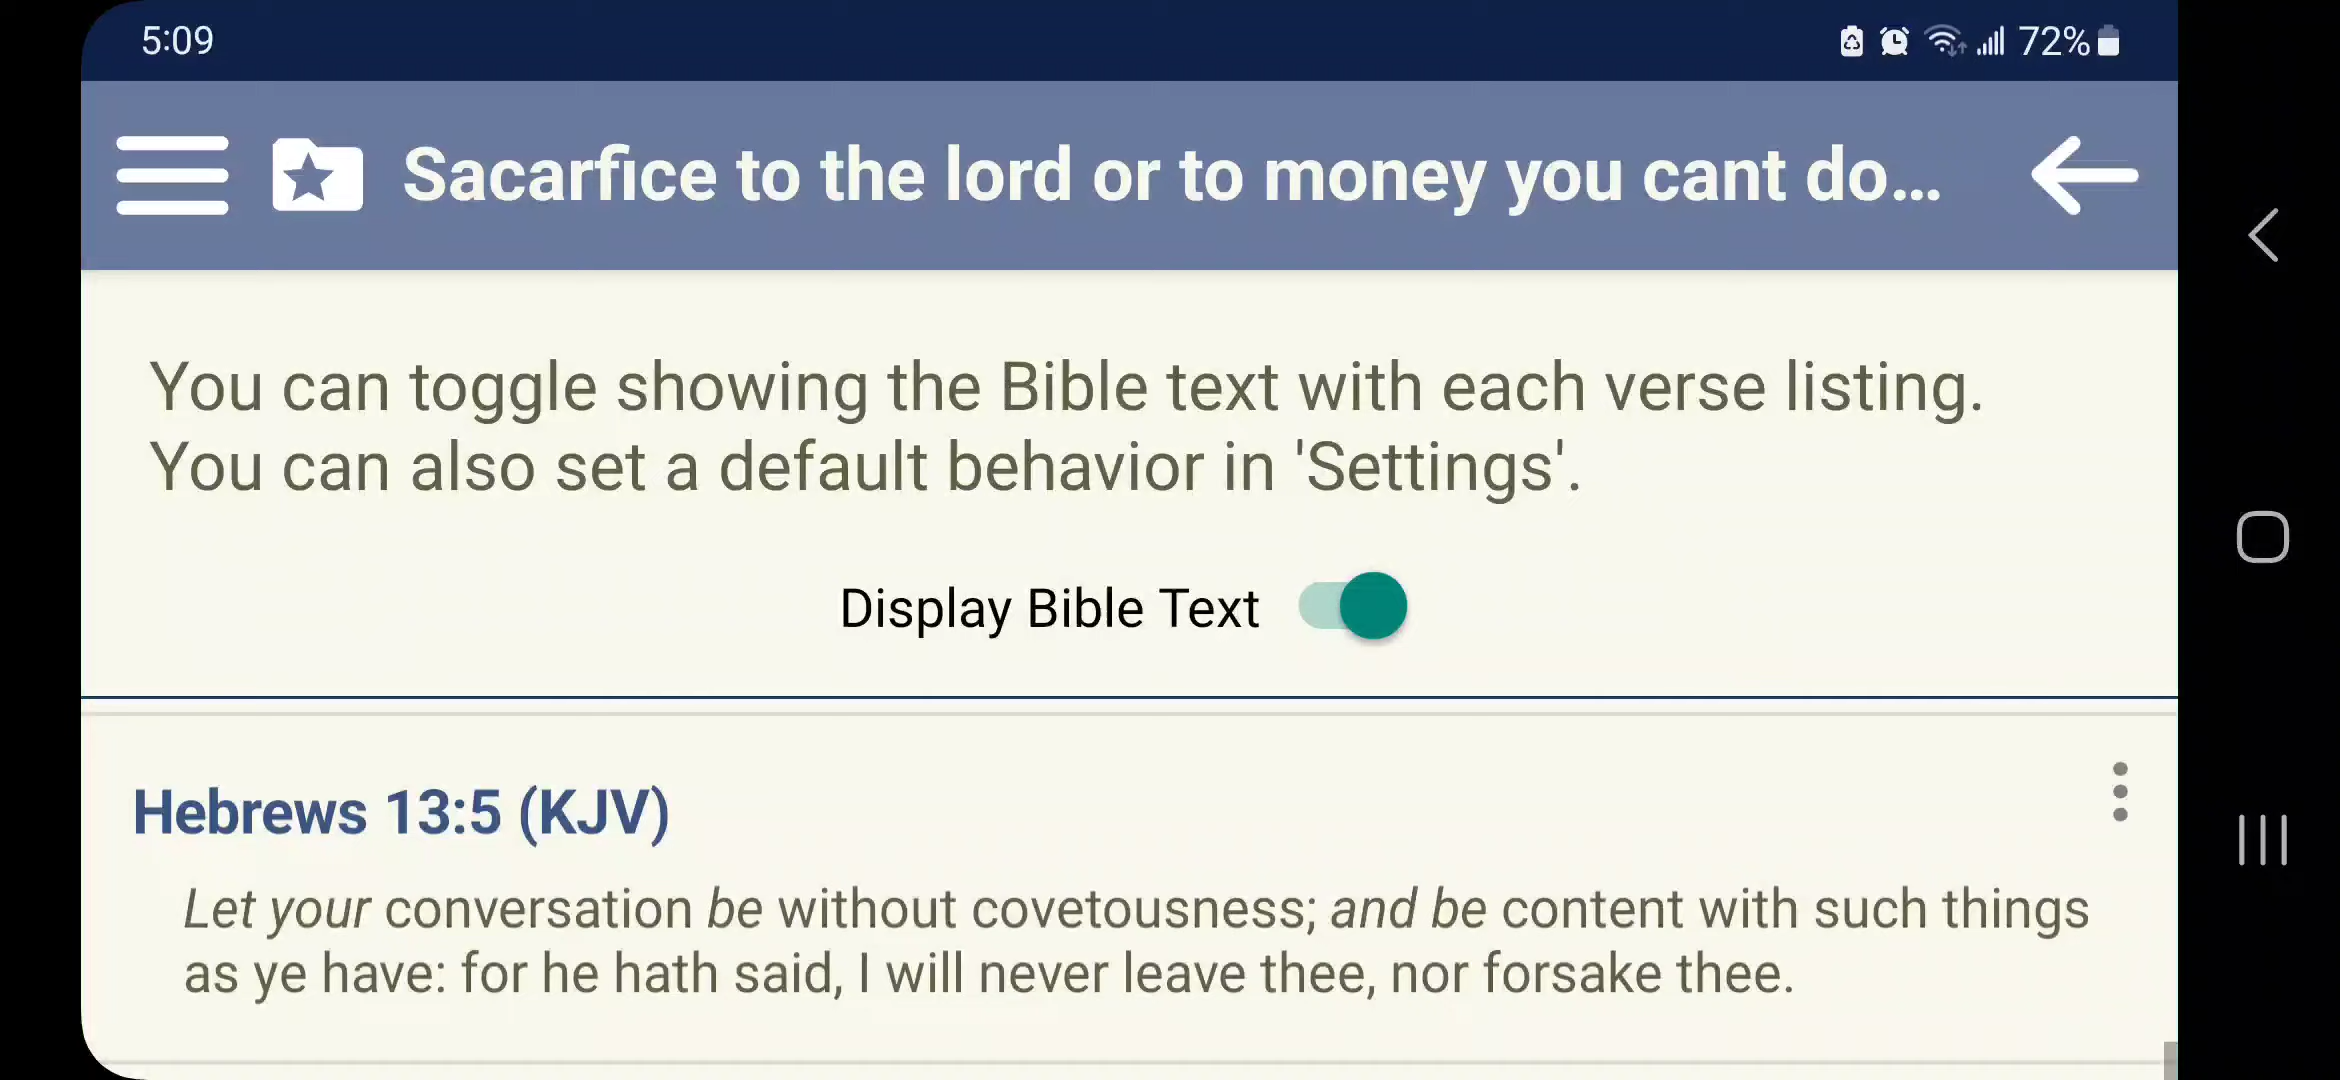 5:09
72%
Sacarfice to the lord or to money you cant do...
You can toggle showing the Bible text with each verse listing.
You can also set a default behavior in 'Settings'.
Display Bible Text
Hebrews 13:5 (KJV)
Let your conversation be without covetousness; and be content with such things
as ye have: for he hath said, I will never leave thee, nor forsake thee.